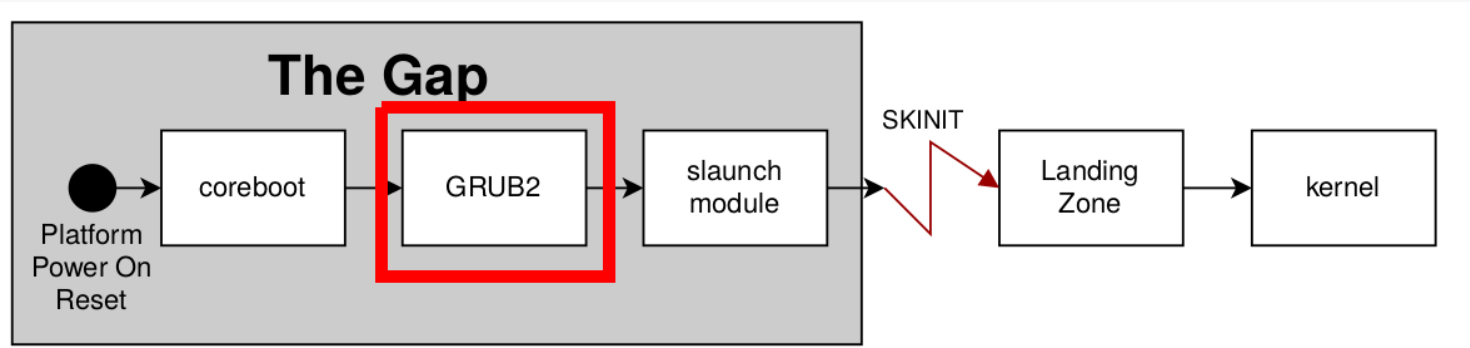 The Gap
SKINIT
coreboot
GRUB2
slaunch
module
Landing
Zone
kernel
Platform
Power On
Reset